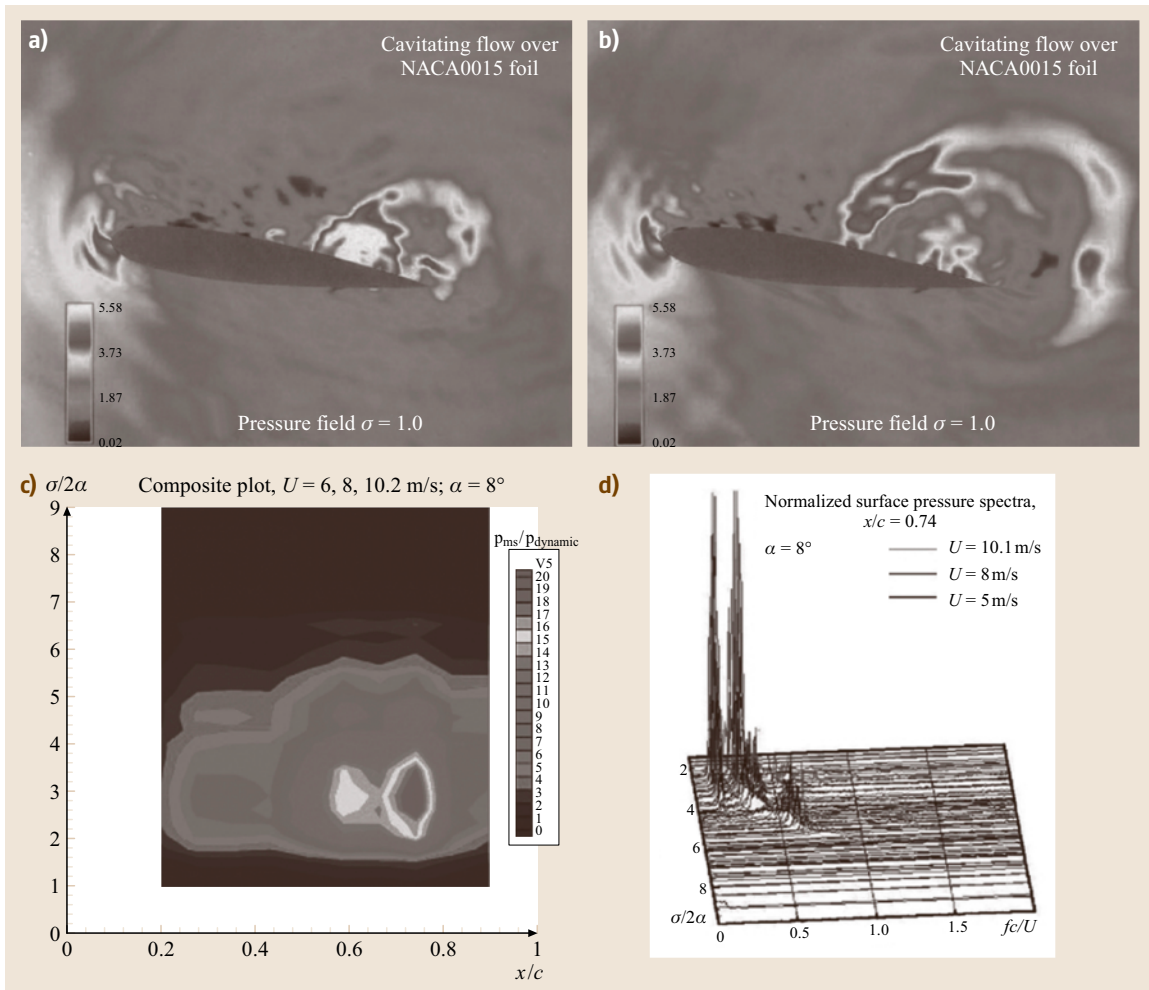 a)
Cavitating flow over
NACA0015 foil
5.58
3.73
1.87
0.02
Pressure field σ = 1.0
b)
Cavitating flow over
NACA0015 foil
5.58
3.73
1.87
0.02
Pressure field σ = 1.0
c) σ/2α
Composite plot, U = 6, 8, 10.2 m/s; α = 8°
9
8
7
6
5
4
3
2
1
0
0 0.2 0.4 0.6 0.8 1
x/c
pms/pdynamic
V5
20
19
18
17
16
15
14
13
12
11
10
9
8
7
6
5
4
3
2
1
0
d)
Normalized surface pressure spectra,
x/c = 0.74
α = 8°
U = 10.1 m/s
U = 8 m/s
U = 5 m/s
2
4
6
8
σ/2α
0 0.5 1.0 1.5 fc/U